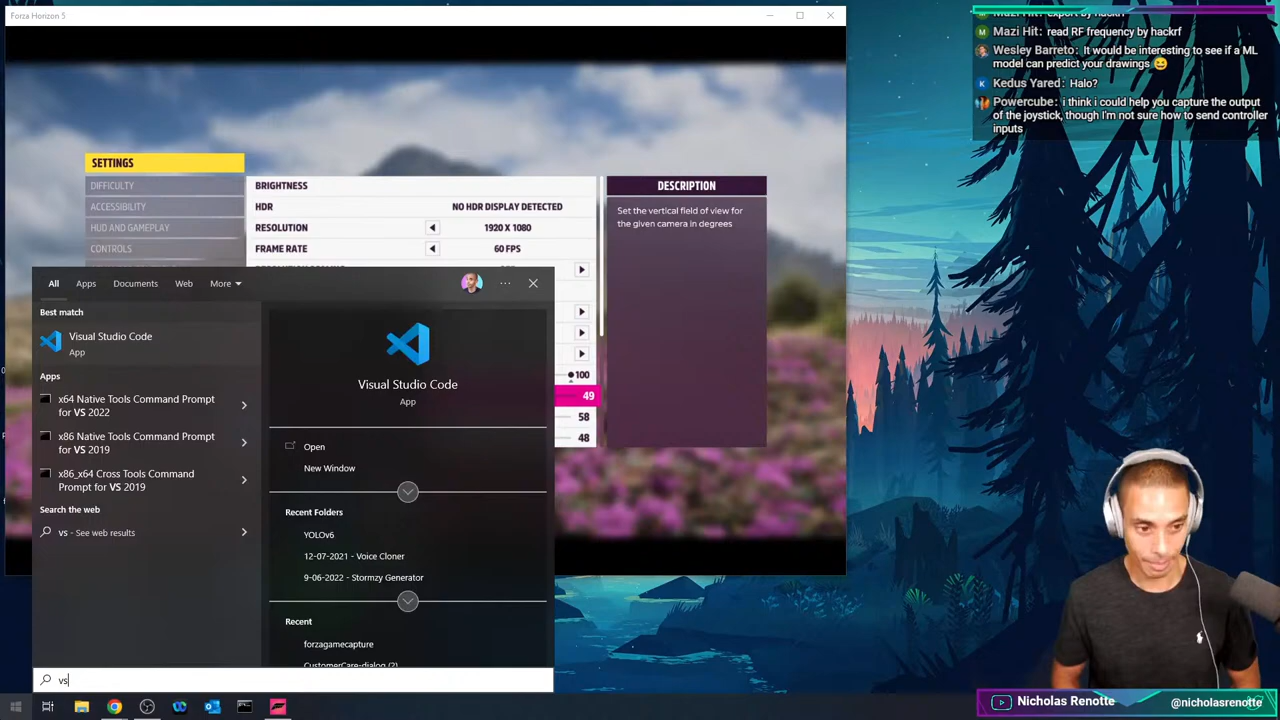 Forza Horizon 5
SETTINGS
DIFFICULTY
ACCESSIBILITY
HUD AND GAMEPLAY
CONTROLS
BRIGHTNESS
HDR
NO HDR DISPLAY DETECTED
RESOLUTION
1920 X 1080
FRAME RATE
60 FPS
100
49
58
48
DESCRIPTION
Set the vertical field of view for
the given camera in degrees
All
Apps
Documents
Web
More
Best match
Visual Studio Code
App
Apps
x64 Native Tools Command Prompt
for VS 2022
x86 Native Tools Command Prompt
for VS 2019
x86_x64 Cross Tools Command
Prompt for VS 2019
Search the web
vs - See web results
Visual Studio Code
App
Open
New Window
Recent Folders
YOLOv6
12-07-2021 - Voice Cloner
9-06-2022 - Stormzy Generator
Recent
forzagamecapture
CustomerCare-dialog (2)
vs
Mazi Hit: export by hackrf
Mazi Hit: read RF frequency by hackrf
Wesley Barreto: It would be interesting to see if a ML
model can predict your drawings 😅
Kedus Yared: Halo?
Powercube: i think i could help you capture the output
of the joystick, though I'm not sure how to send controller
inputs
Nicholas Renotte
@nicholasrenotte